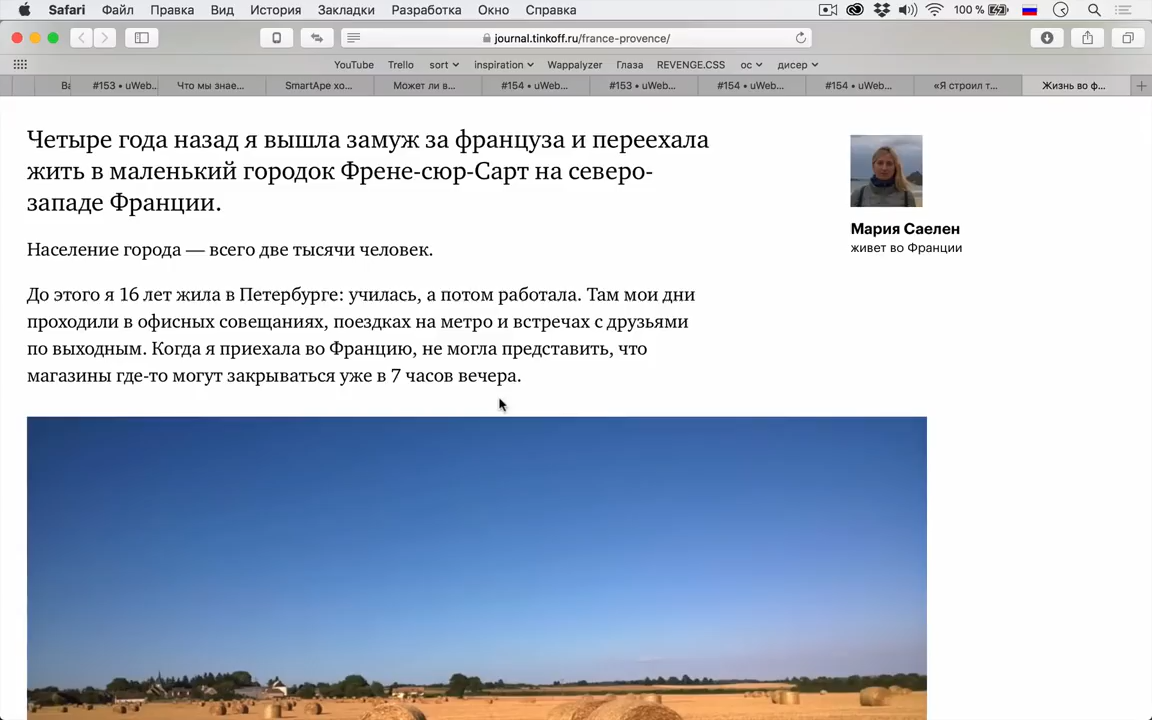 Safari Файл Правка Вид История Закладки Разработка Окно Справка 100 %
journal.tinkoff.ru/france-provence/
YouTube Trello sort inspiration Wappalyzer Глаза REVENGE.CSS ос дисер
Ва #153 • uWeb... Что мы знае... SmartApe хо... Может ли в... #154 • uWeb... #153 • uWeb... #154 • uWeb... #154 • uWeb... «Я строил т... Жизнь во ф...
Четыре года назад я вышла замуж за француза и переехала
жить в маленький городок Френе-сюр-Сарт на северо-
западе Франции.
Население города — всего две тысячи человек.
До этого я 16 лет жила в Петербурге: училась, а потом работала. Там мои дни
проходили в офисных совещаниях, поездках на метро и встречах с друзьями
по выходным. Когда я приехала во Францию, не могла представить, что
магазины где-то могут закрываться уже в 7 часов вечера.
Мария Саелен
живет во Франции